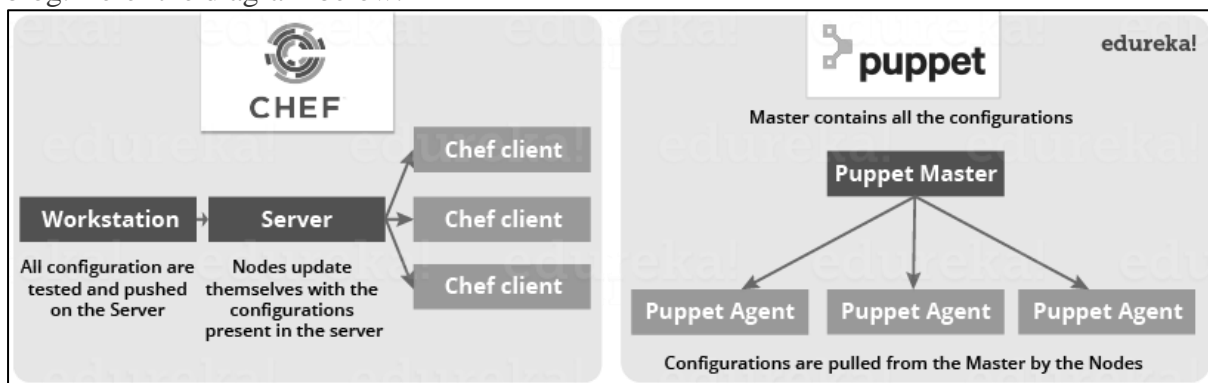 CHEF
Chef client
Workstation
Server
Chef client
Chef client
All configuration are
tested and pushed
on the Server
Nodes update
themselves with the
configurations
present in the server
puppet
edureka!
Master contains all the configurations
Puppet Master
Puppet Agent
Puppet Agent
Puppet Agent
Configurations are pulled from the Master by the Nodes